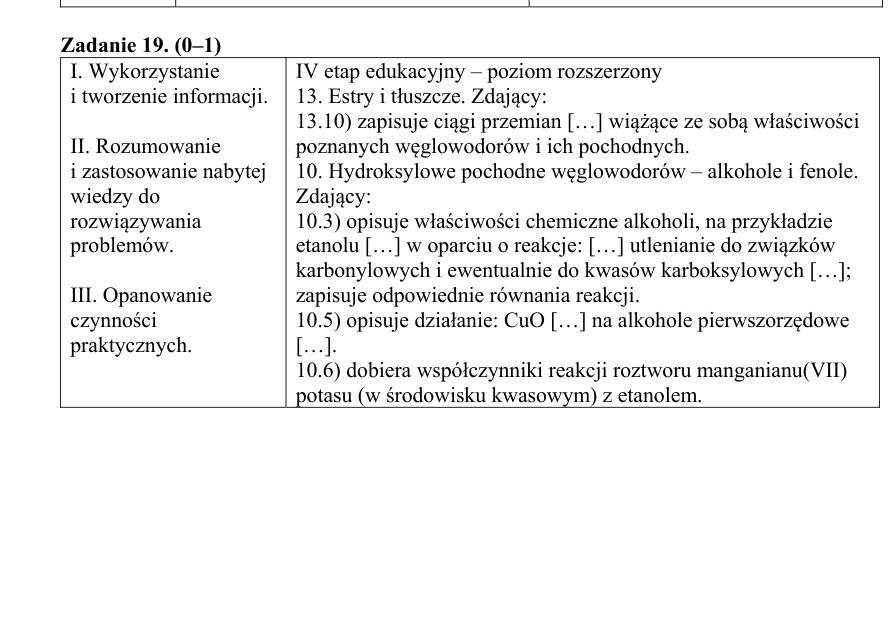 Zadanie 19. (0–1)
I. Wykorzystanie
i tworzenie informacji.
II. Rozumowanie
i zastosowanie nabytej
wiedzy do
rozwiązywania
problemów.
III. Opanowanie
czynności
praktycznych.
IV etap edukacyjny – poziom rozszerzony
13. Estry i tłuszcze. Zdający:
13.10) zapisuje ciągi przemian […] wiążące ze sobą właściwości
poznanych węglowodorów i ich pochodnych.
10. Hydroksylowe pochodne węglowodorów – alkohole i fenole.
Zdający:
10.3) opisuje właściwości chemiczne alkoholi, na przykładzie
etanolu […] w oparciu o reakcje: […] utlenianie do związków
karbonylowych i ewentualnie do kwasów karboksylowych […];
zapisuje odpowiednie równania reakcji.
10.5) opisuje działanie: CuO […] na alkohole pierwszorzędowe
[…].
10.6) dobiera współczynniki reakcji roztworu manganianu(VII)
potasu (w środowisku kwasowym) z etanolem.